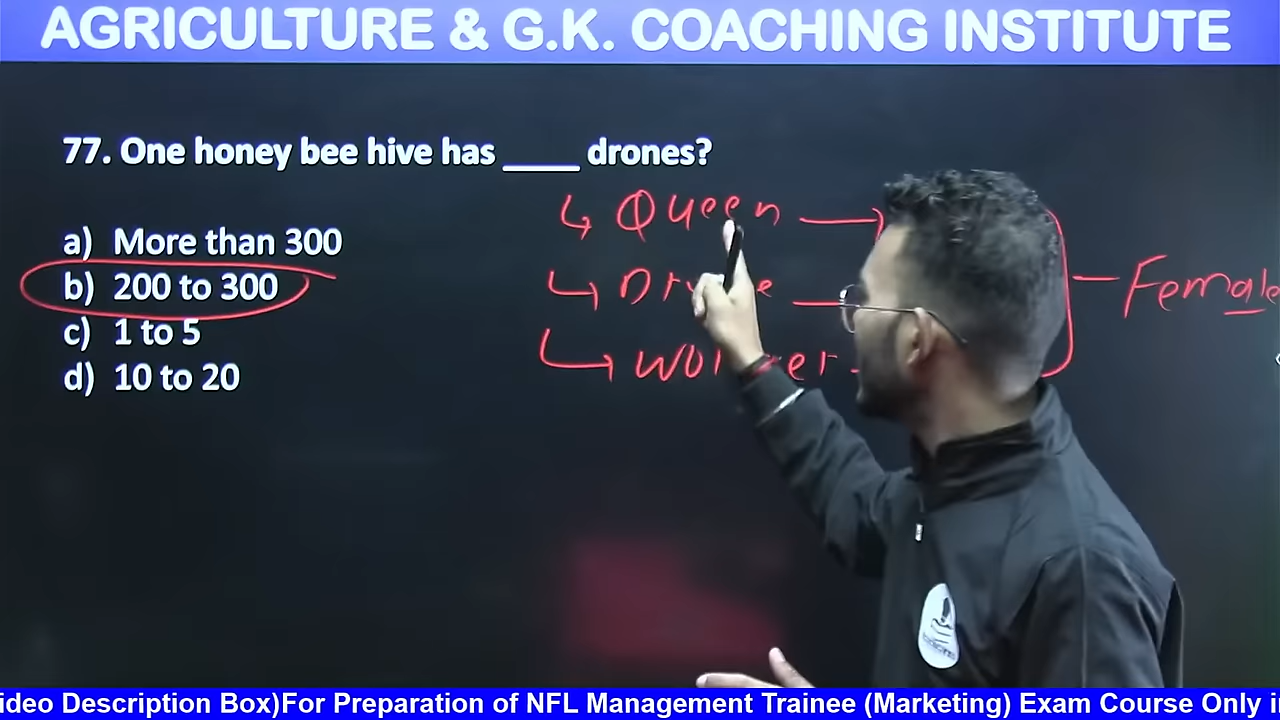 AGRICULTURE & G.K. COACHING INSTITUTE
77. One honey bee hive has ____ drones?
a) More than 300
b) 200 to 300
c) 1 to 5
d) 10 to 20
Queen
Female
ideo Description Box)For Preparation of NFL Management Trainee (Marketing) Exam Course Only i